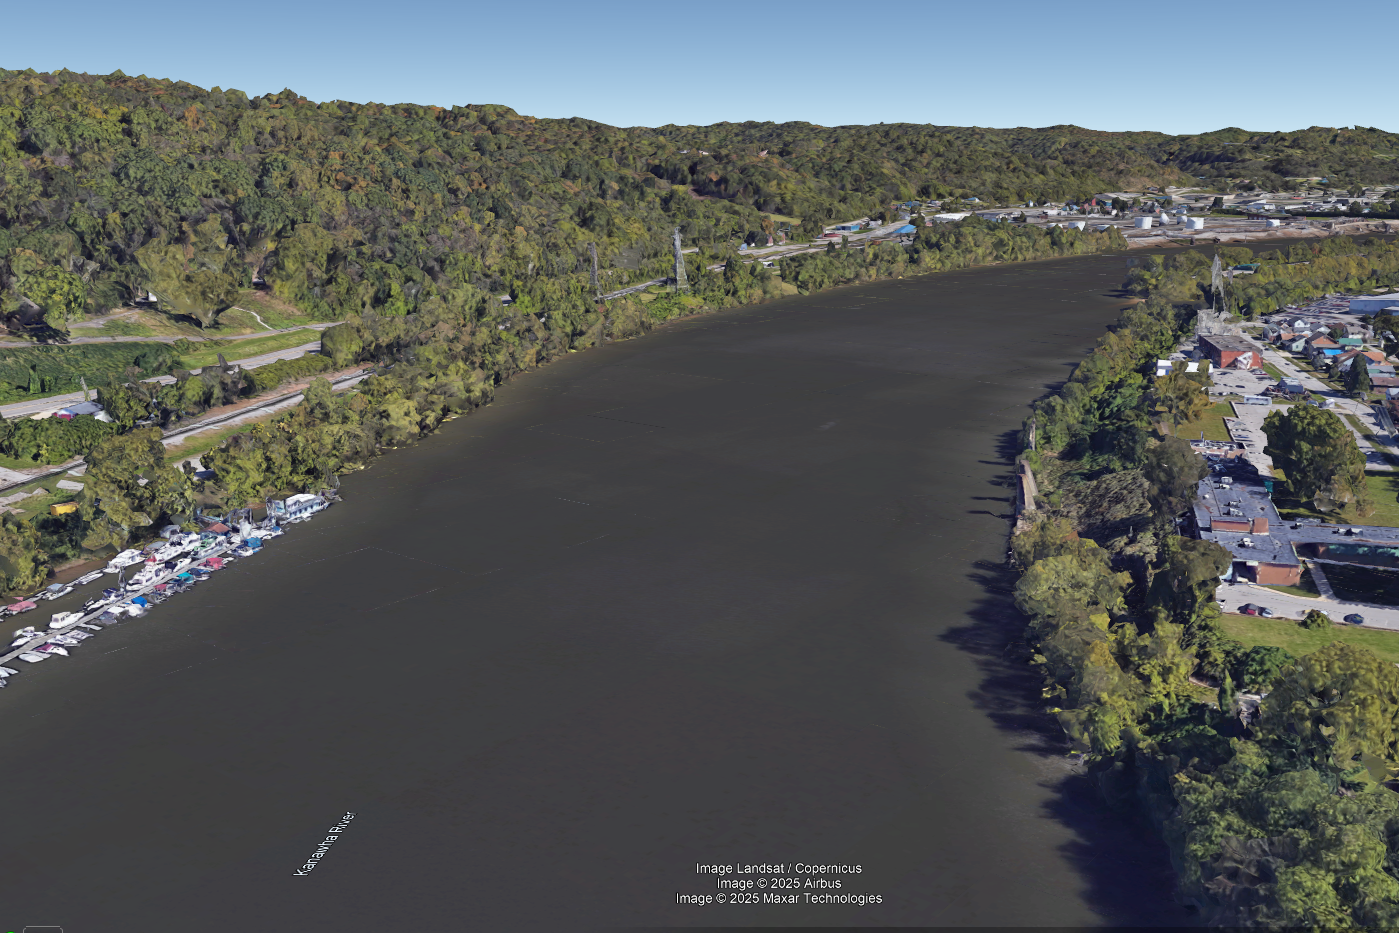 Kanawha River
Image Landsat / Copernicus
Image © 2025 Airbus
Image © 2025 Maxar Technologies